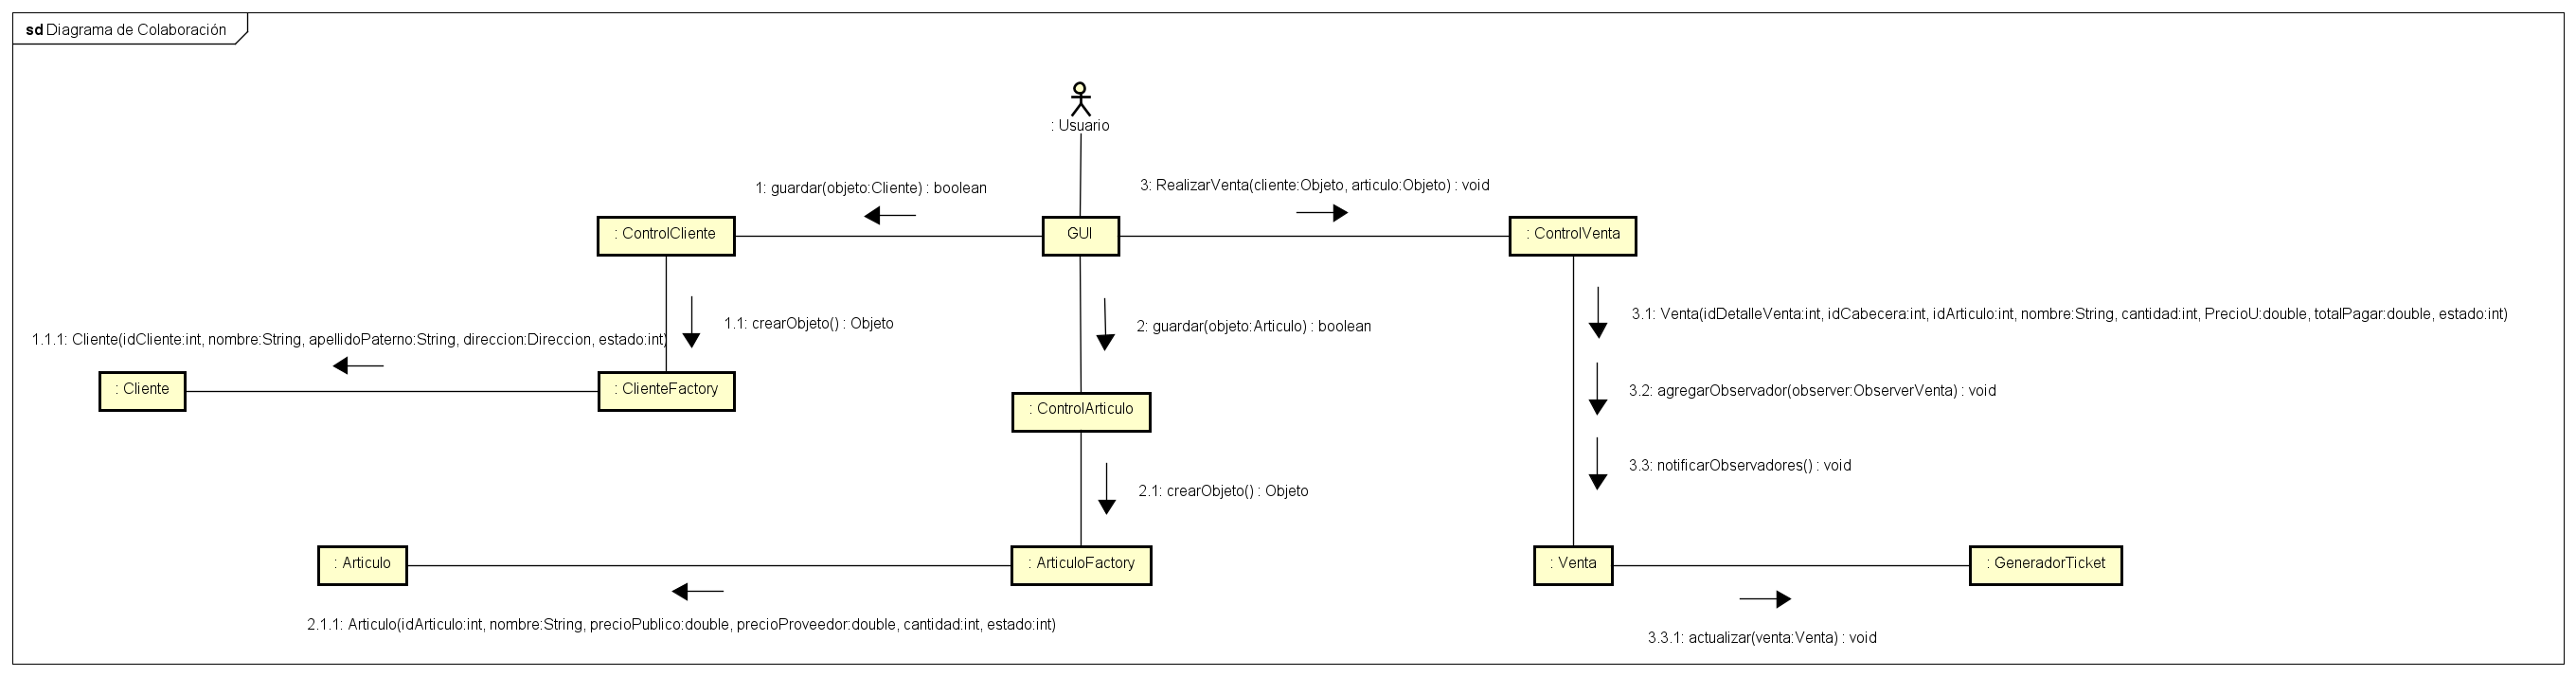 sd Diagrama de Colaboración
: Usuario
1: guardar(objeto:Cliente) : boolean
3: RealizarVenta(cliente:Objeto, articulo:Objeto) : void
: ControlCliente
GUI
: ControlVenta
1.1: crearObjeto() : Objeto
2: guardar(objeto:Articulo) : boolean
3.1: Venta(idDetalleVenta:int, idCabecera:int, idArticulo:int, nombre:String, cantidad:int, PrecioU:double, totalPagar:double, estado:int)
1.1.1: Cliente(idCliente:int, nombre:String, apellidoPaterno:String, direccion:Direccion, estado:int)
: Cliente
: ClienteFactory
3.2: agregarObservador(observer:ObserverVenta) : void
: ControlArticulo
3.3: notificarObservadores() : void
2.1: crearObjeto() : Objeto
: Articulo
: ArticuloFactory
: Venta
: GeneradorTicket
2.1.1: Articulo(idArticulo:int, nombre:String, precioPublico:double, precioProveedor:double, cantidad:int, estado:int)
3.3.1: actualizar(venta:Venta) : void